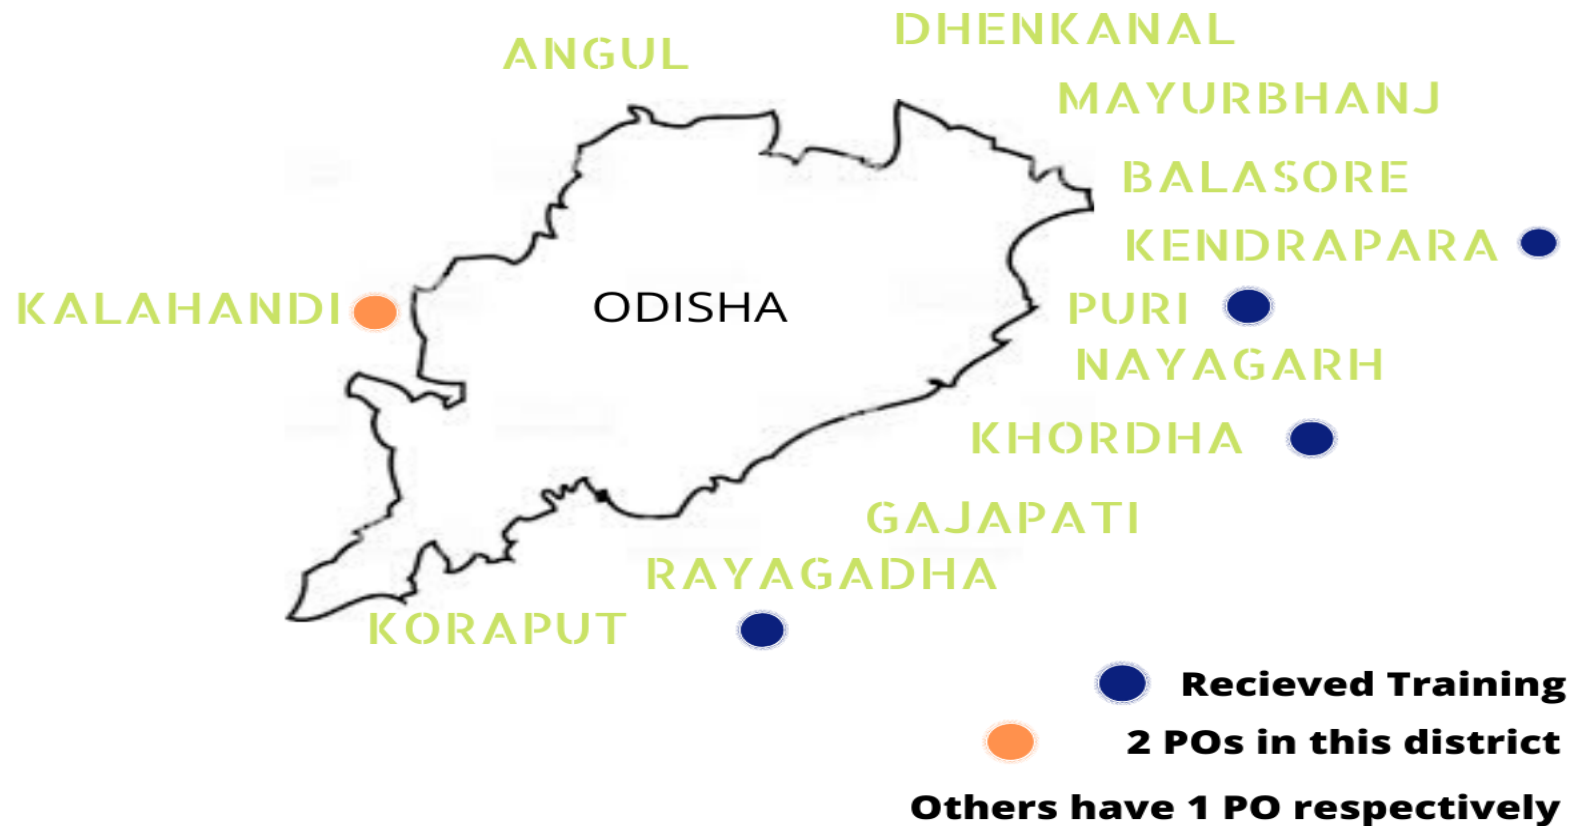 DHENKANAL
ANGUL
MAYURBHANJ
BALASORE
KENDRAPARA
KALAHANDI
ODISHA
PURI
NAYAGARH
KHORDHA
GAJAPATI
RAYAGADHA
KORAPUT
Recieved Training
2 POs in this district
Others have 1 PO respectively